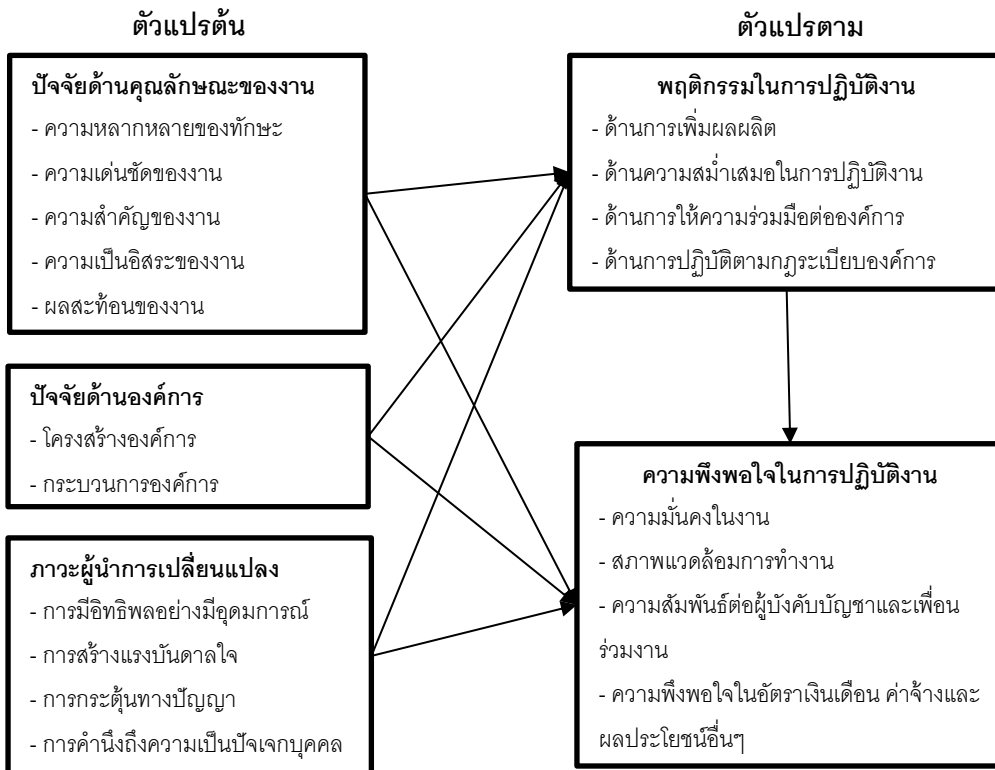 ตัวแปรต้น
ปัจจัยด้านคุณลักษณะของงาน
- ความหลากหลายของทักษะ
- ความเด่นชัดของงาน
- ความสำคัญของงาน
- ความเป็นอิสระของงาน
- ผลสะท้อนของงาน
ปัจจัยด้านองค์การ
- โครงสร้างองค์การ
- กระบวนการองค์การ
ภาวะผู้นำการเปลี่ยนแปลง
- การมีอิทธิพลอย่างมีอุดมการณ์
- การสร้างแรงบันดาลใจ
- การกระตุ้นทางปัญญา
- การคำนึงถึงความเป็นปัจเจกบุคคล
ตัวแปรตาม
พฤติกรรมในการปฏิบัติงาน
- ด้านการเพิ่มผลผลิต
- ด้านความสม่ำเสมอในการปฏิบัติงาน
- ด้านการให้ความร่วมมือต่อองค์การ
- ด้านการปฏิบัติตามกฎระเบียบองค์การ
ความพึงพอใจในการปฏิบัติงาน
- ความมั่นคงในงาน
- สภาพแวดล้อมการทำงาน
- ความสัมพันธ์ต่อผู้บังคับบัญชาและเพื่อน
ร่วมงาน
- ความพึงพอใจในอัตราเงินเดือน ค่าจ้างและ
ผลประโยชน์อื่นๆ